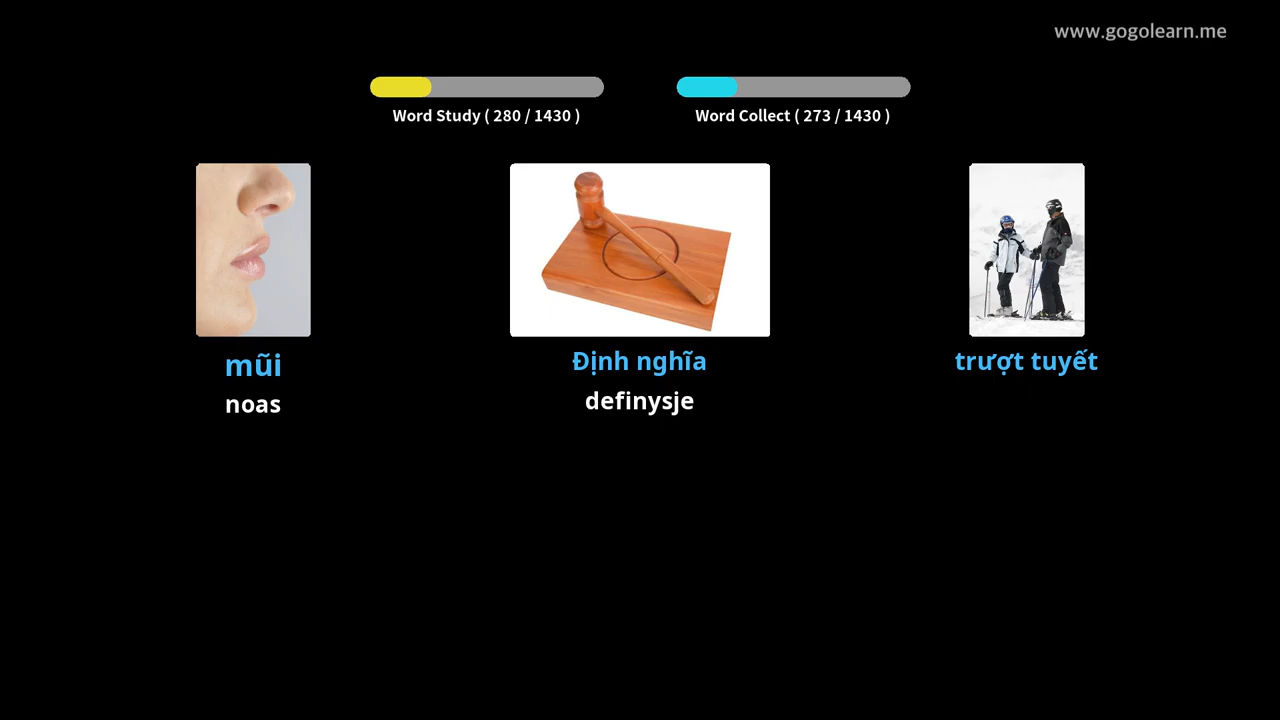 www.gogolearn.me
Word Study ( 280 / 1430 )
Word Collect ( 273 / 1430 )
mũi
noas
Định nghĩa
definysje
trượt tuyết